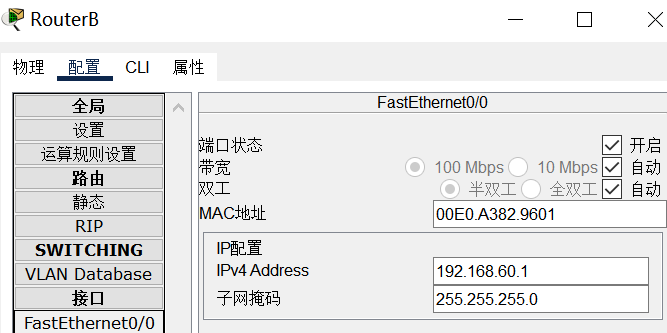 RouterB
物理 配置 CLI 属性
全局
设置
运算规则设置
路由
静态
RIP
SWITCHING
VLAN Database
接口
FastEthernet0/0
FastEthernet0/0
端口状态 开启
带宽 100 Mbps 10 Mbps 自动
双工 半双工 全双工 自动
MAC地址 00E0.A382.9601
IP配置
IPv4 Address 192.168.60.1
子网掩码 255.255.255.0